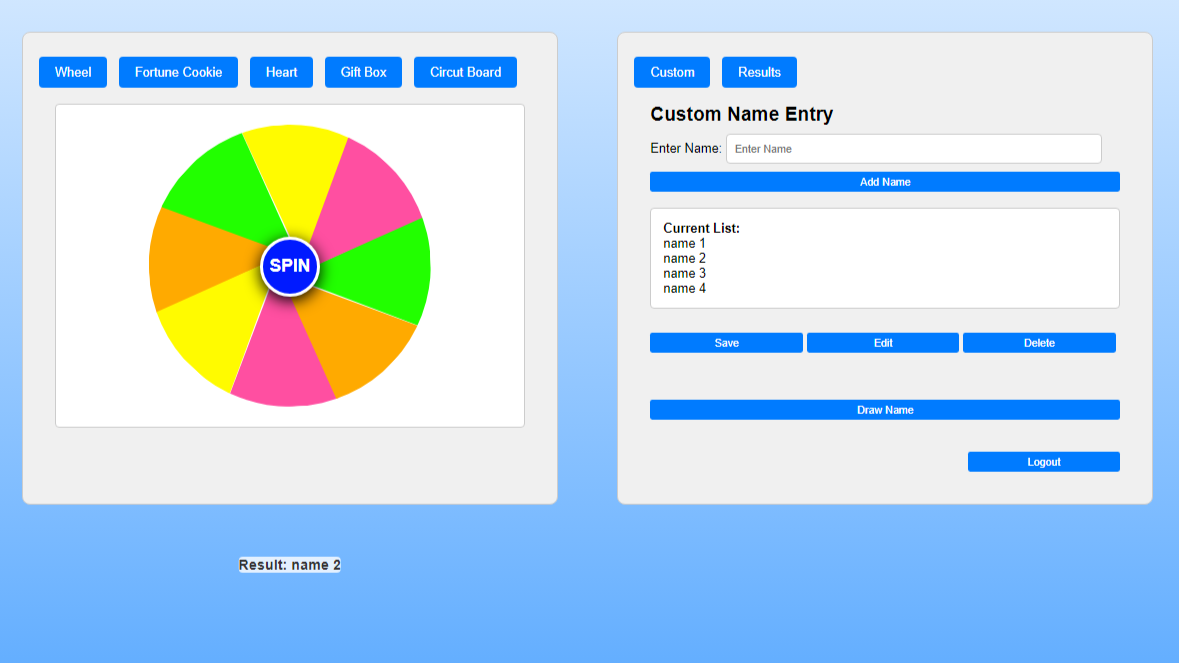 Wheel Fortune Cookie Heart Gift Box Circut Board
SPIN
Result: name 2
Custom Results
Custom Name Entry
Enter Name: Enter Name
Add Name
Current List:
name 1
name 2
name 3
name 4
Save Edit Delete
Draw Name
Logout